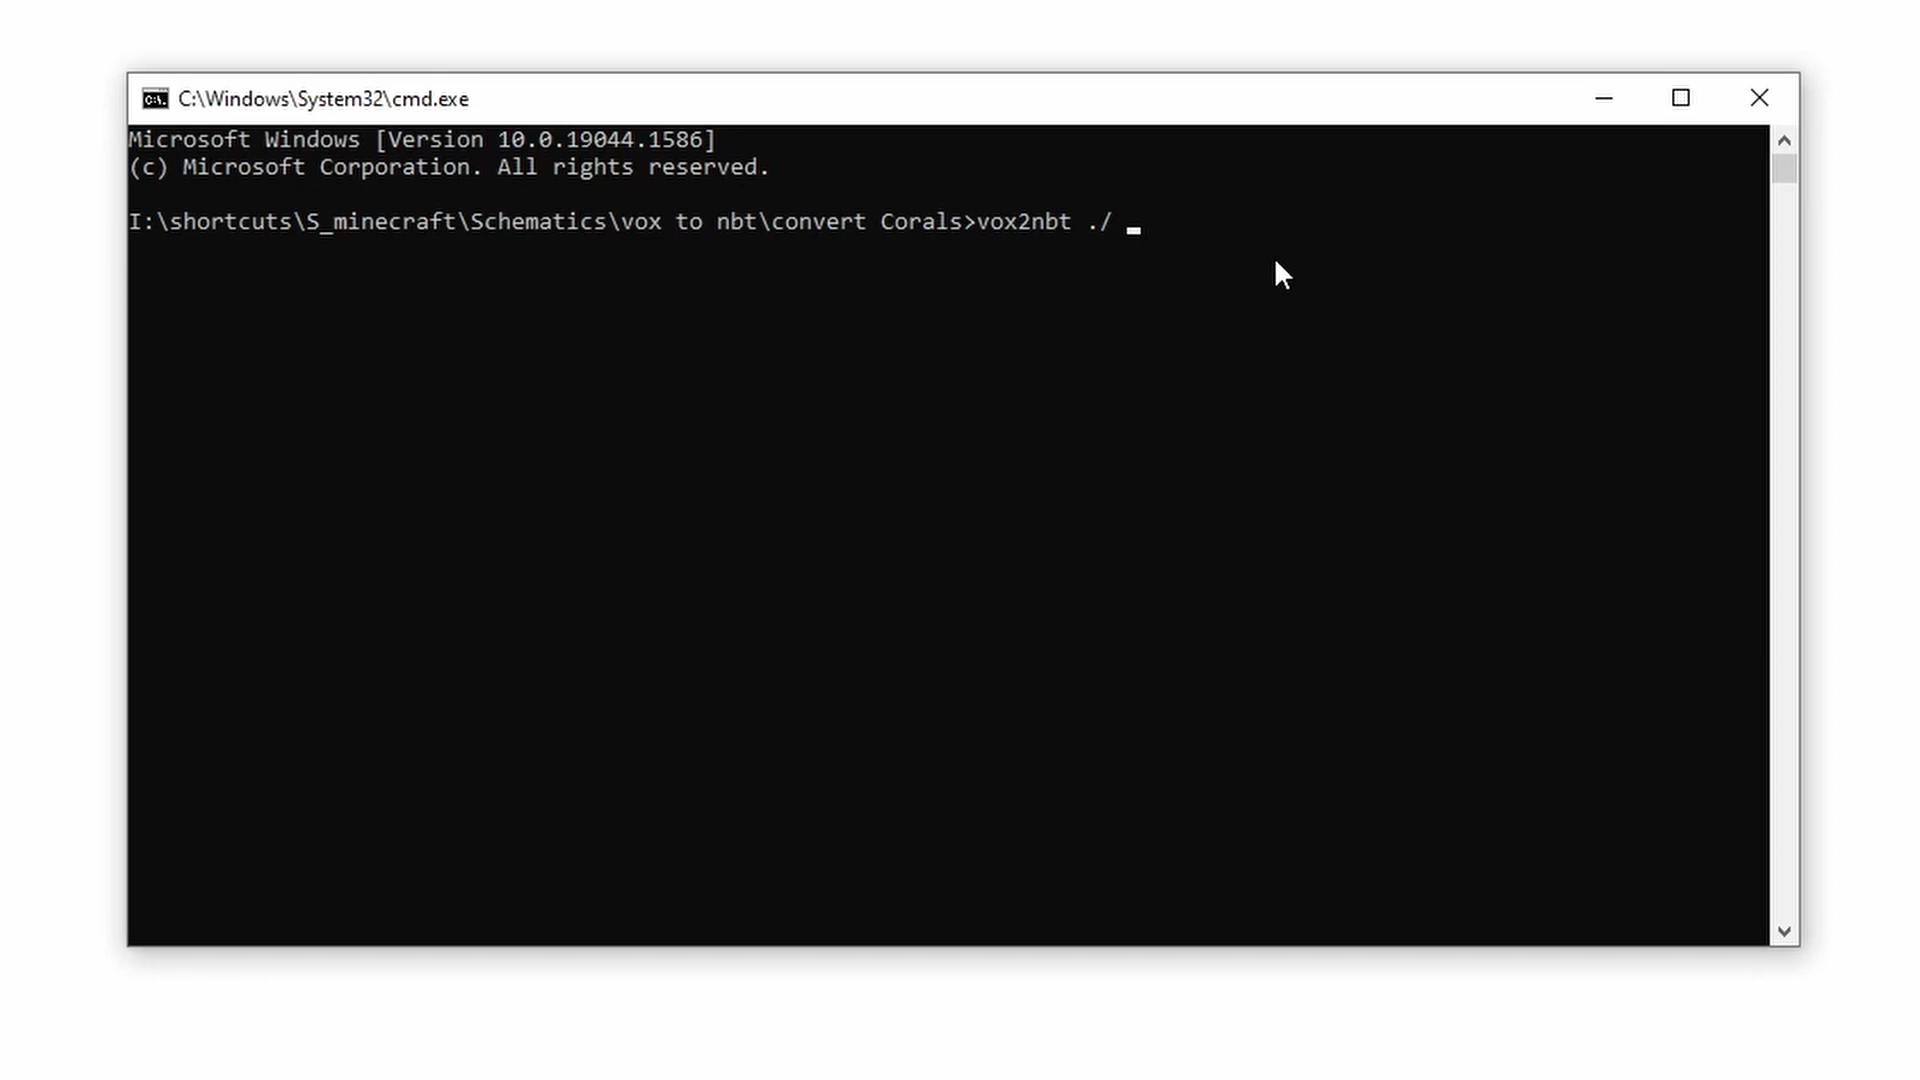 C:\Windows\System32\cmd.exe
Microsoft Windows [Version 10.0.19044.1586]
(c) Microsoft Corporation. All rights reserved.
I:\shortcuts\S_minecraft\Schematics\vox to nbt\convert Corals>vox2nbt ./